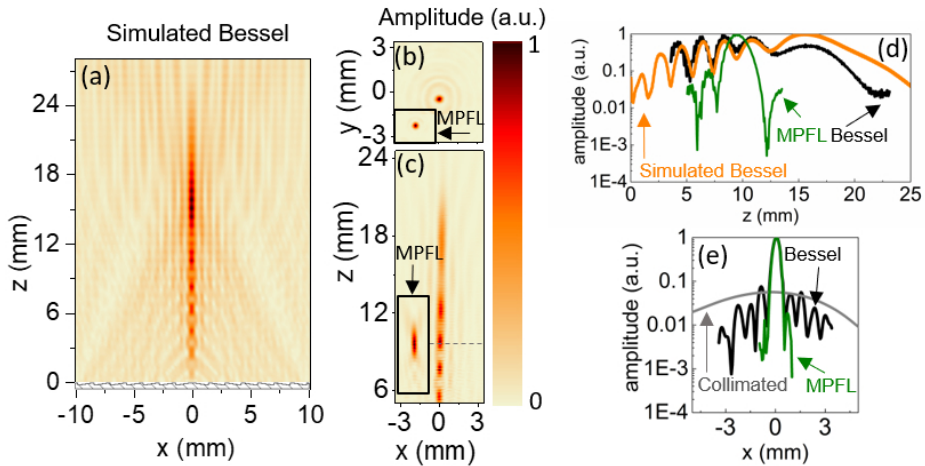 Simulated Bessel
(a)
z (mm)
24
18
12
6
0
-10
-5
0
5
10
x (mm)
Amplitude (a.u.)
1
0
(b)
y (mm)
3
0
-3
MPFL
(c)
z (mm)
24
18
12
6
MPFL
-3
0
3
x (mm)
(d)
amplitude (a.u.)
1
0.1
0.01
1E-3
1E-4
MPFL
Bessel
Simulated Bessel
0
5
10
15
20
25
z (mm)
(e)
amplitude (a.u.)
1
0.1
0.01
1E-3
1E-4
Bessel
Collimated
MPFL
-3
0
3
x (mm)